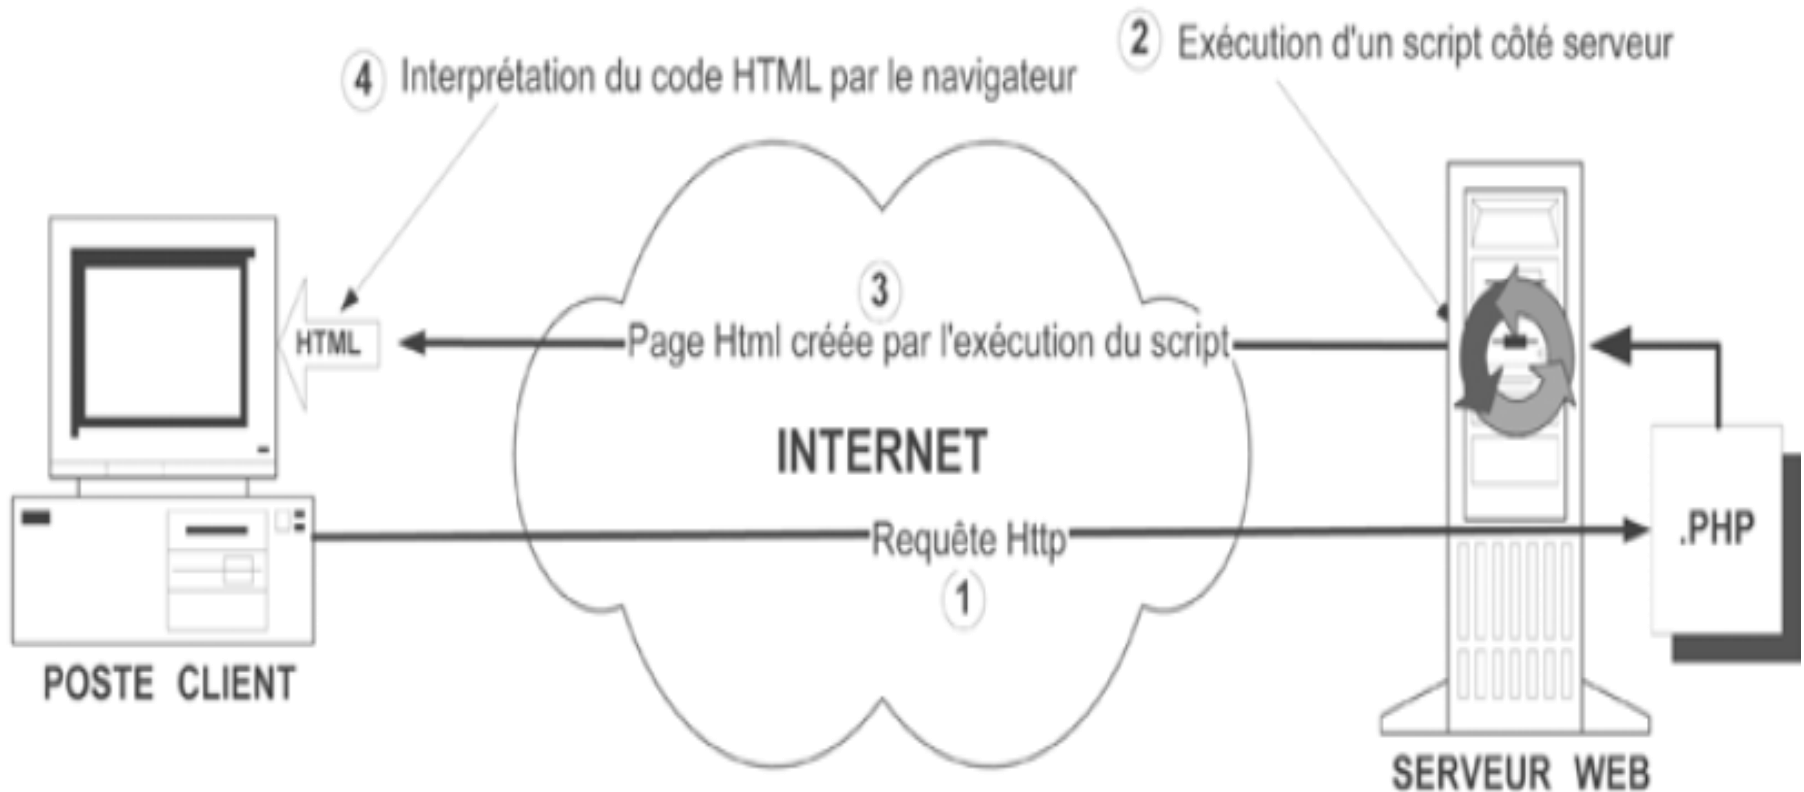 ② Exécution d'un script côté serveur
④ Interprétation du code HTML par le navigateur
③
Page Html créée par l'exécution du script
HTML
INTERNET
Requête Http
①
.PHP
POSTE CLIENT
SERVEUR WEB